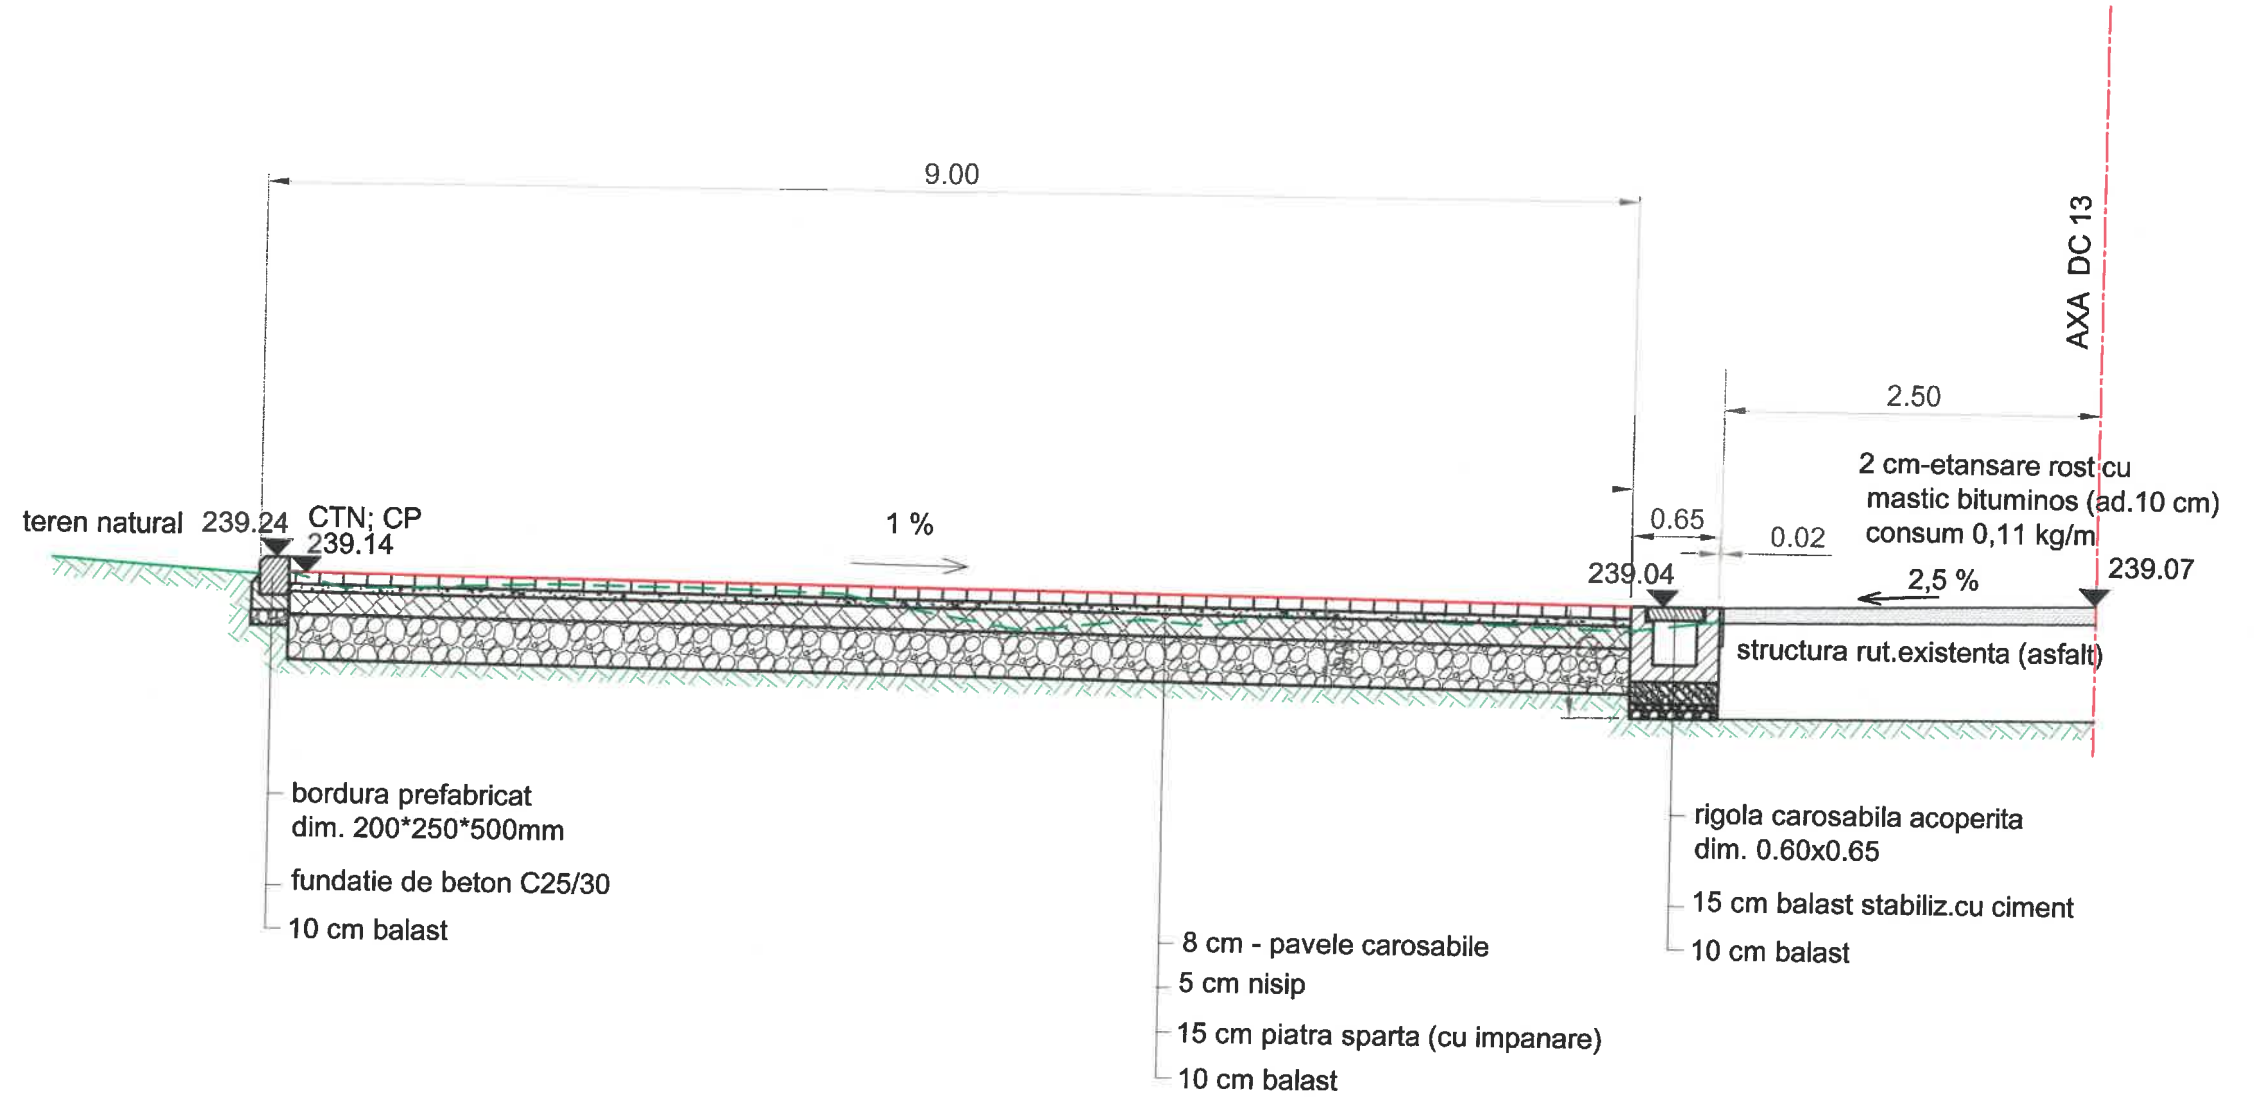 9.00
AXA DC 13
2.50
2 cm-etansare rost cu
mastic bituminos (ad.10 cm)
consum 0,11 kg/m
teren natural 239.24 CTN; CP
239.14
1 %
0.65
0.02
239.04
2,5 %
239.07
structura rut.existenta (asfalt)
bordura prefabricat
dim. 200*250*500mm
fundatie de beton C25/30
10 cm balast
8 cm - pavele carosabile
5 cm nisip
15 cm piatra sparta (cu impanare)
10 cm balast
rigola carosabila acoperita
dim. 0.60x0.65
15 cm balast stabiliz.cu ciment
10 cm balast